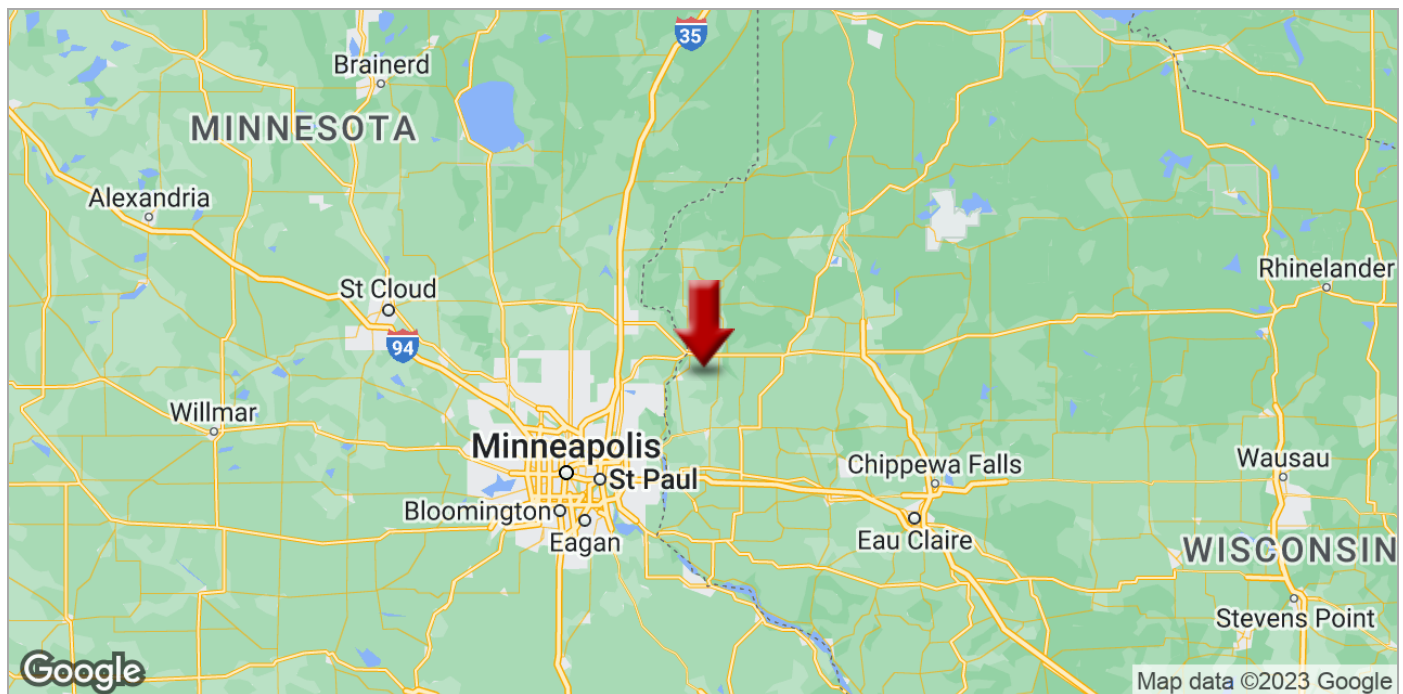 35
Brainerd
MINNESOTA
Alexandria
Rhinelander
St Cloud
94
Willmar
Minneapolis
St Paul
Chippewa Falls
Wausau
Bloomington
Eagan
Eau Claire
WISCONSIN
Stevens Point
Google
Map data ©2023 Google